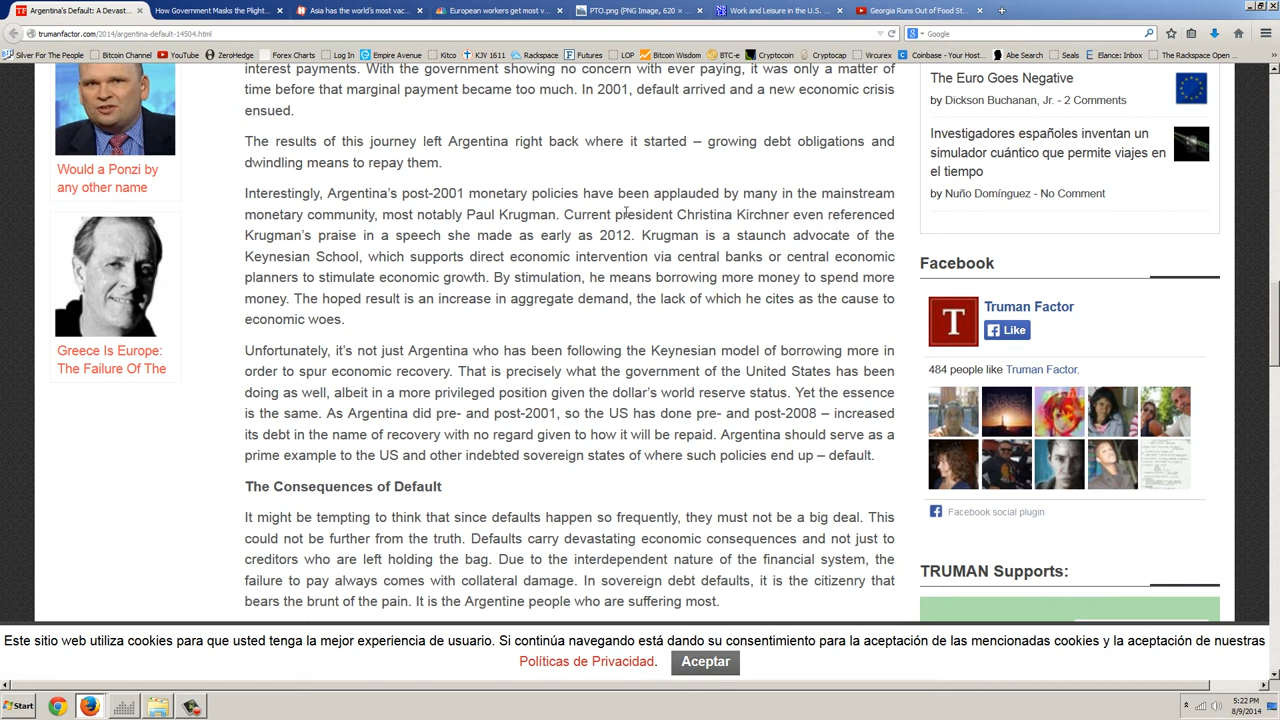 Argentina's Default: A Devast...
How Government Masks the Plight...
Asia has the world's most vac...
European workers get most v...
PTO.png (PNG Image, 620 × ...
Work and Leisure in the U.S. ...
Georgia Runs Out of Food St...
trumanfactor.com/2014/argentina-default-14504.html
Google
Silver For The People
Bitcoin Channel
YouTube
ZeroHedge
Forex Charts
Log In
Empire Avenue
Kitco
KJV 1611
Rackspace
Futures
LOP
Bitcoin Wisdom
BTC-e
Cryptocoin
Cryptocap
Wcurex
Coinbase - Your Host...
Abe Search
Seals
Elance: Inbox
The Rackspace Open ...
Would a Ponzi by
any other name
Greece Is Europe:
The Failure Of The
interest payments. With the government showing no concern with ever paying, it was only a matter of
time before that marginal payment became too much. In 2001, default arrived and a new economic crisis
ensued.
The results of this journey left Argentina right back where it started – growing debt obligations and
dwindling means to repay them.
Interestingly, Argentina's post-2001 monetary policies have been applauded by many in the mainstream
monetary community, most notably Paul Krugman. Current president Christina Kirchner even referenced
Krugman's praise in a speech she made as early as 2012. Krugman is a staunch advocate of the
Keynesian School, which supports direct economic intervention via central banks or central economic
planners to stimulate economic growth. By stimulation, he means borrowing more money to spend more
money. The hoped result is an increase in aggregate demand, the lack of which he cites as the cause to
economic woes.
Unfortunately, it's not just Argentina who has been following the Keynesian model of borrowing more in
order to spur economic recovery. That is precisely what the government of the United States has been
doing as well, albeit in a more privileged position given the dollar's world reserve status. Yet the essence
is the same. As Argentina did pre- and post-2001, so the US has done pre- and post-2008 – increased
its debt in the name of recovery with no regard given to how it will be repaid. Argentina should serve as a
prime example to the US and other indebted sovereign states of where such policies end up – default.
The Consequences of Default
It might be tempting to think that since defaults happen so frequently, they must not be a big deal. This
could not be further from the truth. Defaults carry devastating economic consequences and not just to
creditors who are left holding the bag. Due to the interdependent nature of the financial system, the
failure to pay always comes with collateral damage. In sovereign debt defaults, it is the citizenry that
bears the brunt of the pain. It is the Argentine people who are suffering most.
The Euro Goes Negative
by Dickson Buchanan, Jr. - 2 Comments
Investigadores españoles inventan un
simulador cuántico que permite viajes en
el tiempo
by Nuño Domínguez - No Comment
Facebook
T
Truman Factor
Like
484 people like Truman Factor.
Facebook social plugin
TRUMAN Supports:
Este sitio web utiliza cookies para que usted tenga la mejor experiencia de usuario. Si continúa navegando está dando su consentimiento para la aceptación de las mencionadas cookies y la aceptación de nuestras
Políticas de Privacidad.
Aceptar
Start
5:22 PM
8/9/2014